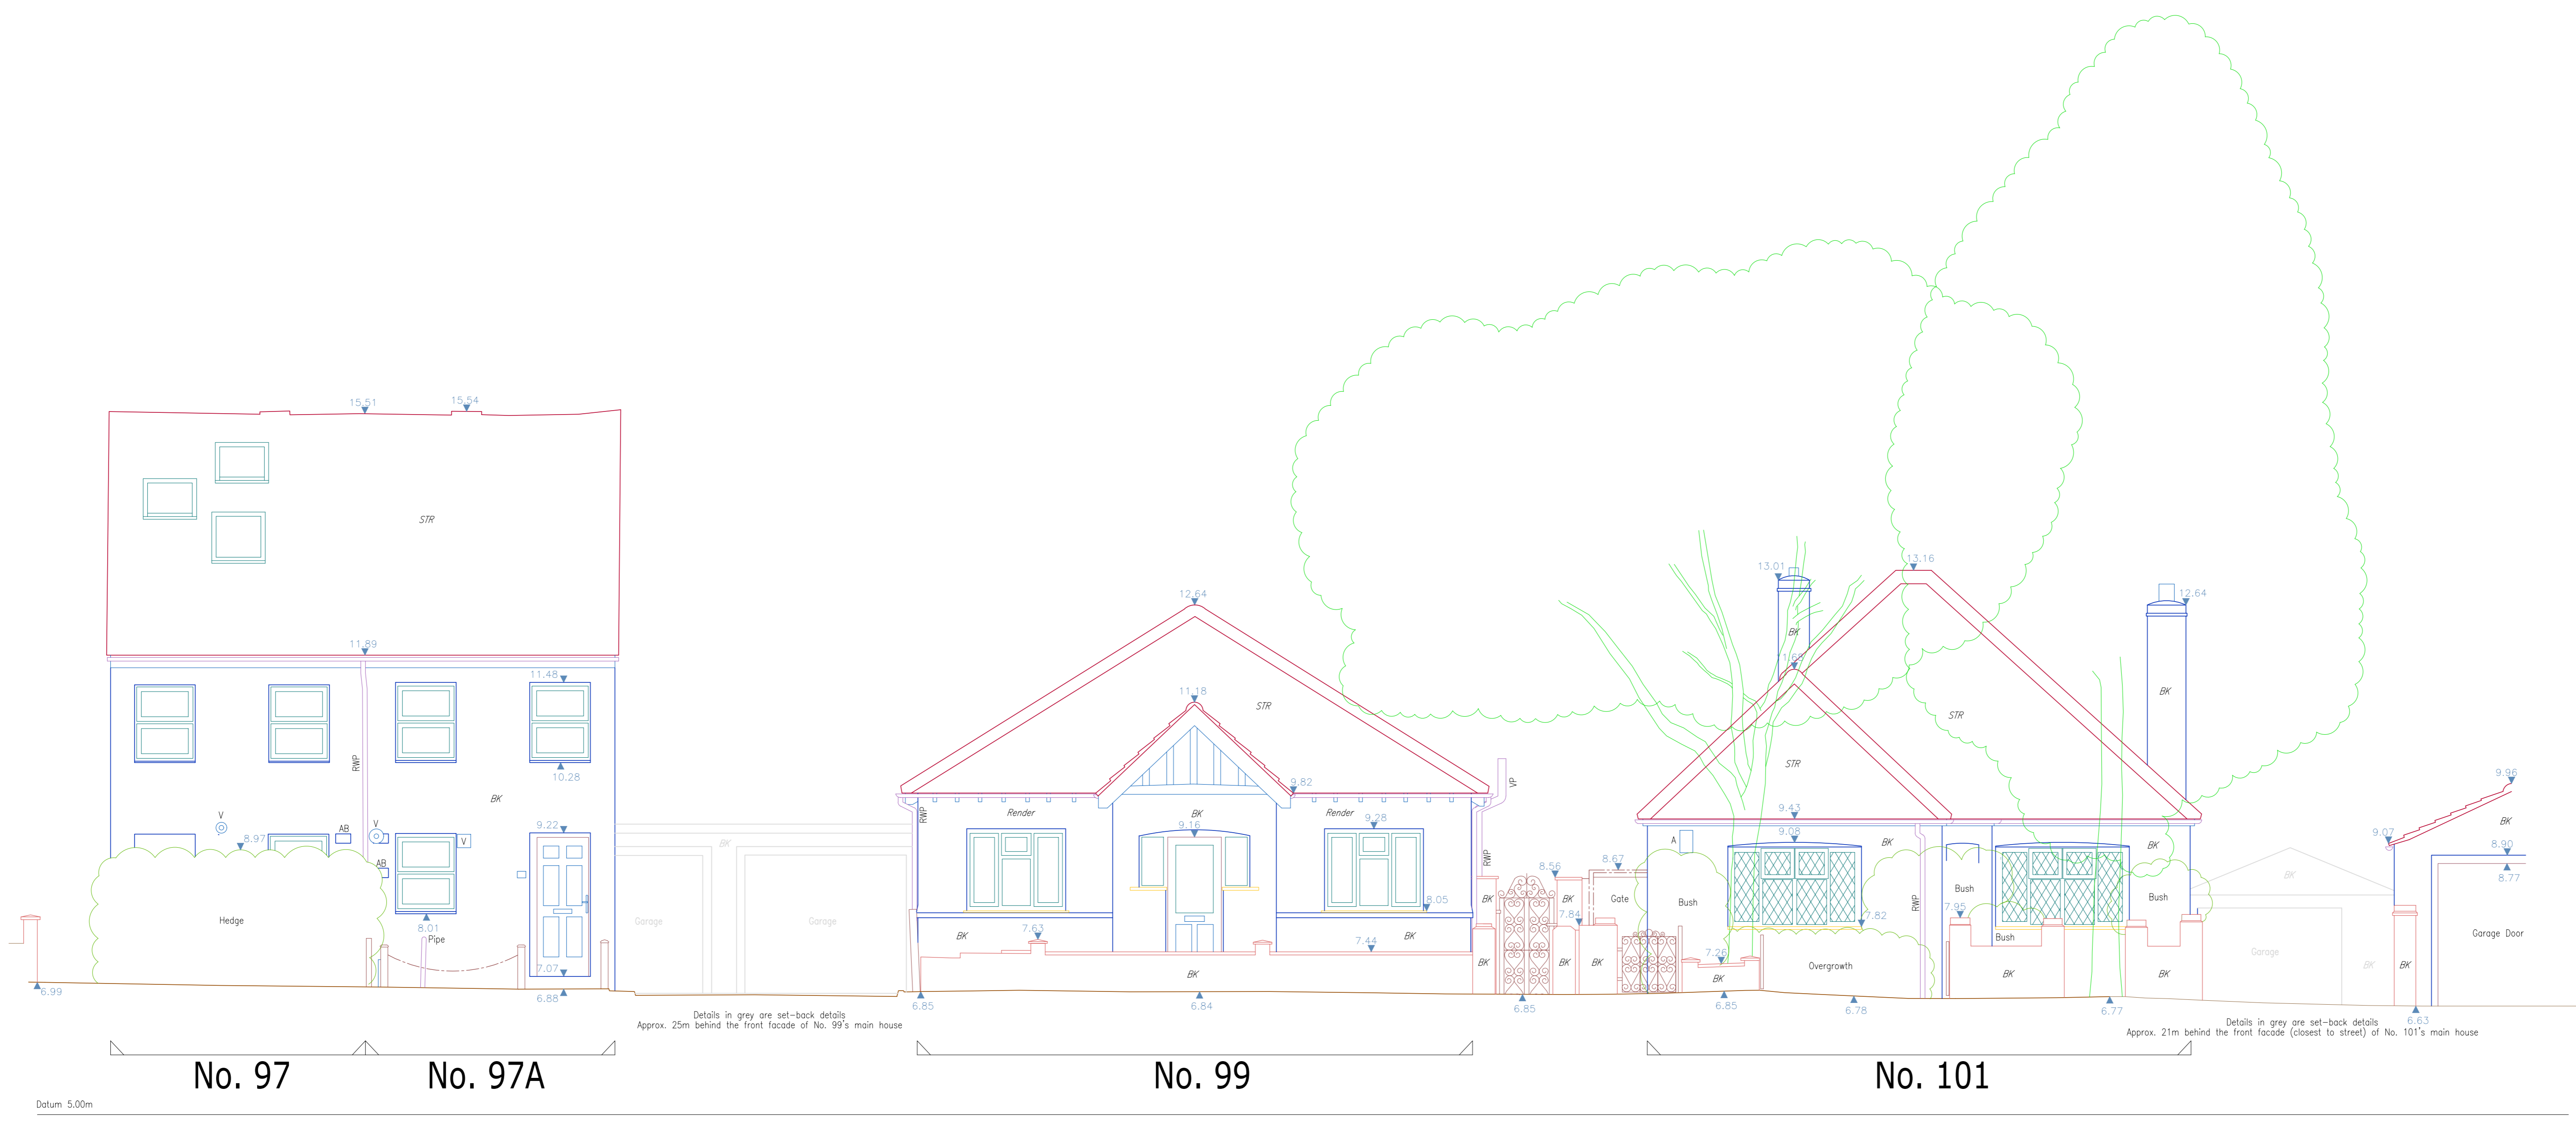 15.51
15.54
STR
11.89
11.48
10.28
RWP
BK
V
AB
V
V
AB
8.97
9.22
8.01
Pipe
Hedge
7.07
6.88
6.99
BK
Garage
Garage
Details in grey are set-back details
Approx. 25m behind the front facade of No. 99's main house
12.64
11.18
STR
9.82
RWP
Render
BK
Render
9.16
9.28
8.05
BK
7.63
BK
7.44
BK
6.85
6.84
VP
RWP
BK
BK
8.56
BK
7.84
BK
BK
8.67
Gate
6.85
13.01
13.16
12.64
BK
BK
STR
STR
9.43
9.08
A
BK
BK
Bush
RWP
Bush
Bush
7.82
7.95
Bush
7.26
BK
Overgrowth
BK
BK
6.85
6.78
6.77
BK
Garage
BK
BK
9.96
9.07
BK
8.90
8.77
Garage Door
6.63
Details in grey are set-back details
Approx. 21m behind the front facade (closest to street) of No. 101's main house
No. 97
No. 97A
No. 99
No. 101
Datum 5.00m